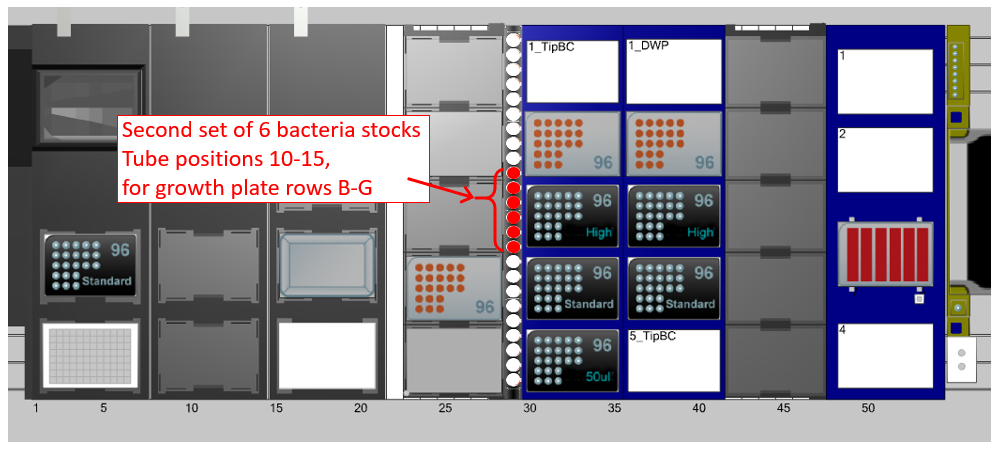 1_TipBC
1_DWP
1
Second set of 6 bacteria stocks
Tube positions 10-15,
for growth plate rows B-G
96
96
2
96
High
96
High
96
Standard
96
96
Standard
96
Standard
96
50ul
5_TipBC
4
1
5
10
15
20
25
30
35
40
45
50